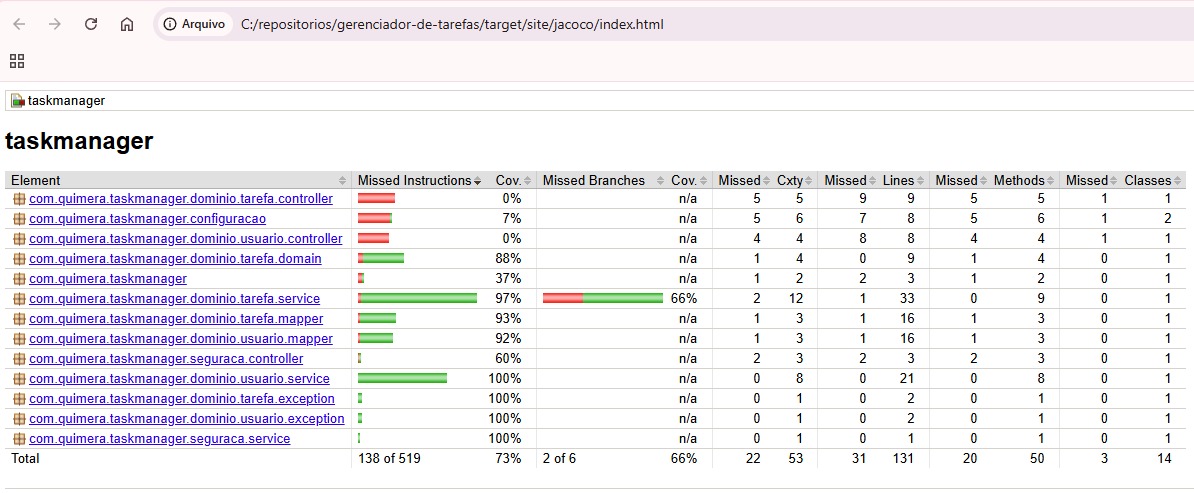 Arquivo C:/repositorios/gerenciador-de-tarefas/target/site/jacoco/index.html
taskmanager
taskmanager
Element Missed Instructions Cov. Missed Branches Cov. Missed Cxty Missed Lines Missed Methods Missed Classes
com.quimera.taskmanager.dominio.tarefa.controller 0% n/a 5 5 9 9 5 5 1 1
com.quimera.taskmanager.configuracao 7% n/a 5 6 7 8 5 6 1 2
com.quimera.taskmanager.dominio.usuario.controller 0% n/a 4 4 8 8 4 4 1 1
com.quimera.taskmanager.dominio.tarefa.domain 88% n/a 1 4 0 9 1 4 0 1
com.quimera.taskmanager 37% n/a 1 2 2 3 1 2 0 1
com.quimera.taskmanager.dominio.tarefa.service 97% 66% 2 12 1 33 0 9 0 1
com.quimera.taskmanager.dominio.tarefa.mapper 93% n/a 1 3 1 16 1 3 0 1
com.quimera.taskmanager.dominio.usuario.mapper 92% n/a 1 3 1 16 1 3 0 1
com.quimera.taskmanager.seguraca.controller 60% n/a 2 3 2 3 2 3 0 1
com.quimera.taskmanager.dominio.usuario.service 100% n/a 0 8 0 21 0 8 0 1
com.quimera.taskmanager.dominio.tarefa.exception 100% n/a 0 1 0 2 0 1 0 1
com.quimera.taskmanager.dominio.usuario.exception 100% n/a 0 1 0 2 0 1 0 1
com.quimera.taskmanager.seguraca.service 100% n/a 0 1 0 1 0 1 0 1
Total 138 of 519 73% 2 of 6 66% 22 53 31 131 20 50 3 14